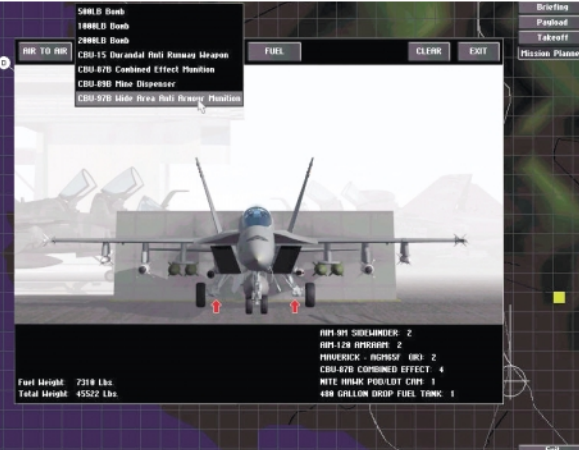 500LB Bomb
1000LB Bomb
2000LB Bomb
CBU-15 Durandal Anti Runway Weapon
CBU-87B Combined Effect Munition
CBU-89B Mine Dispenser
CBU-97B Wide Area Anti Armour Munition
AIR TO AIR
FUEL
CLEAR
EXIT
Briefing
Payload
Takeoff
Mission Planne
AIM-9M SIDEWINDER: 2
AIM-120 AMRAAM: 2
MAVERICK - AGM65F (IR): 2
CBU-87B COMBINED EFFECT: 4
NITE HAWK POD/LDT CAM: 1
480 GALLON DROP FUEL TANK: 1
Fuel Weight: 7310 Lbs.
Total Weight: 45522 Lbs.